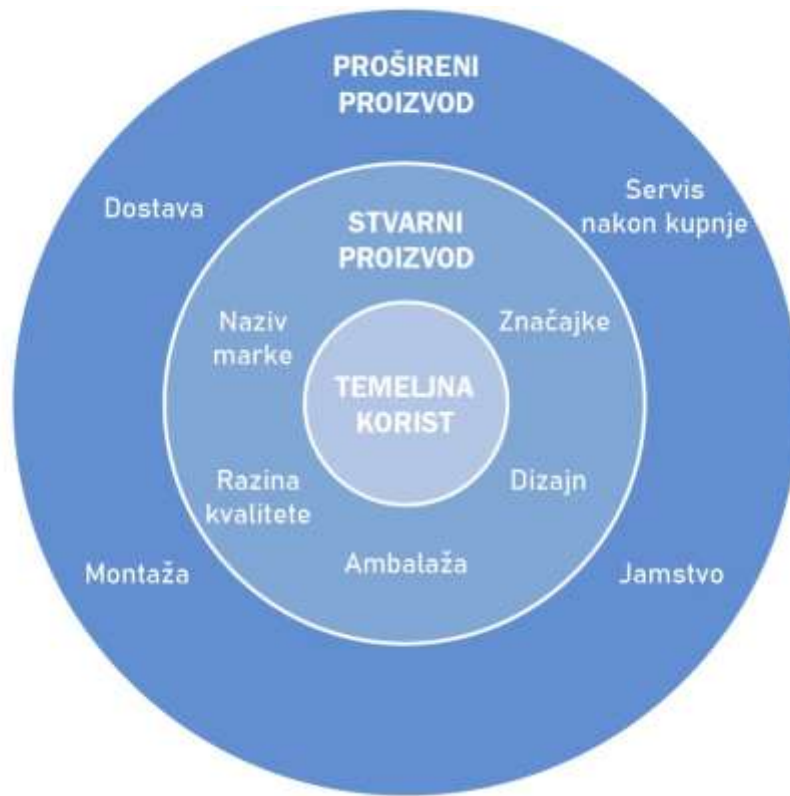 PROŠIRENI
PROIZVOD
Dostava
Servis
nakon kupnje
STVARNI
PROIZVOD
Naziv
marke
Značajke
TEMELJNA
KORIST
Razina
kvalitete
Dizajn
Ambalaža
Montaža
Jamstvo